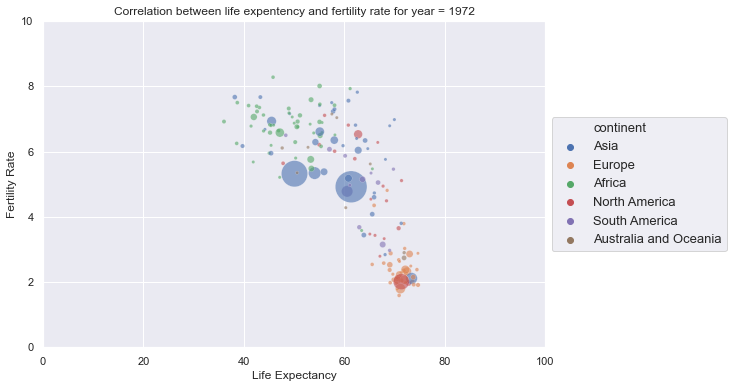 Correlation between life expentency and fertility rate for year = 1972
10
8
6
4
2
0
Fertility Rate
0 20 40 60 80 100
Life Expectancy
continent
Asia
Europe
Africa
North America
South America
Australia and Oceania